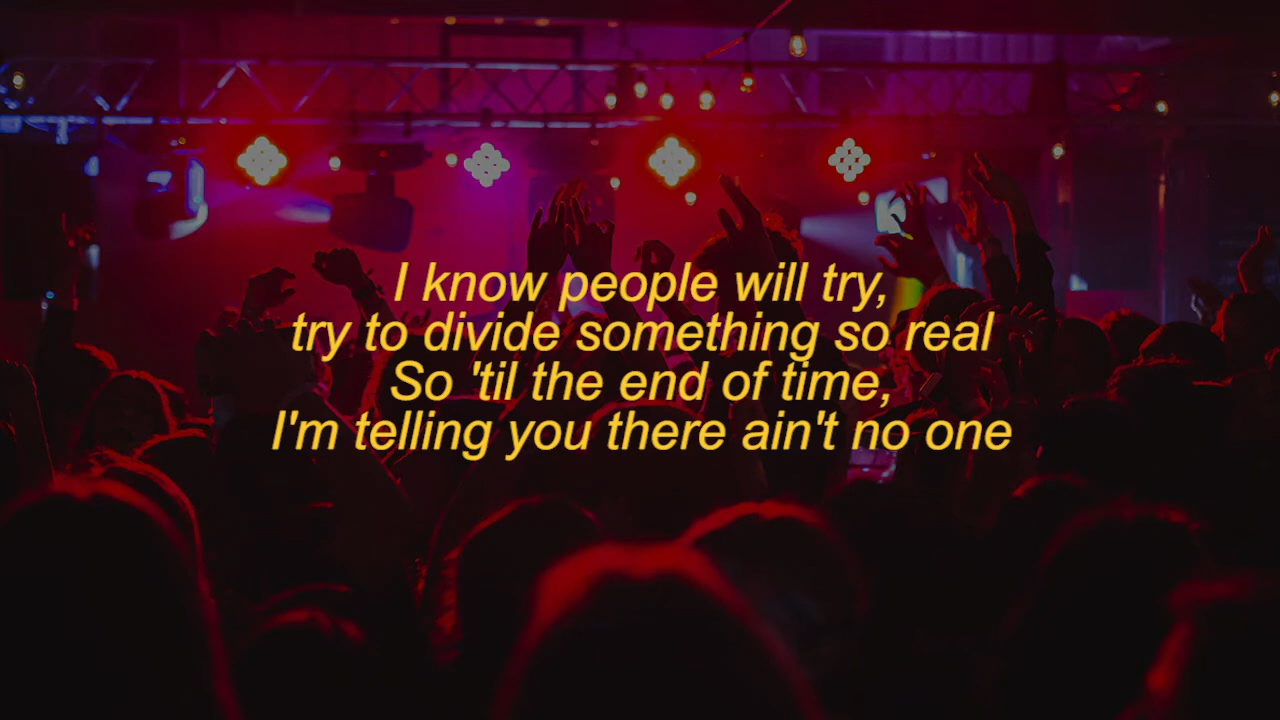 I know people will try,
try to divide something so real
So 'til the end of time,
I'm telling you there ain't no one